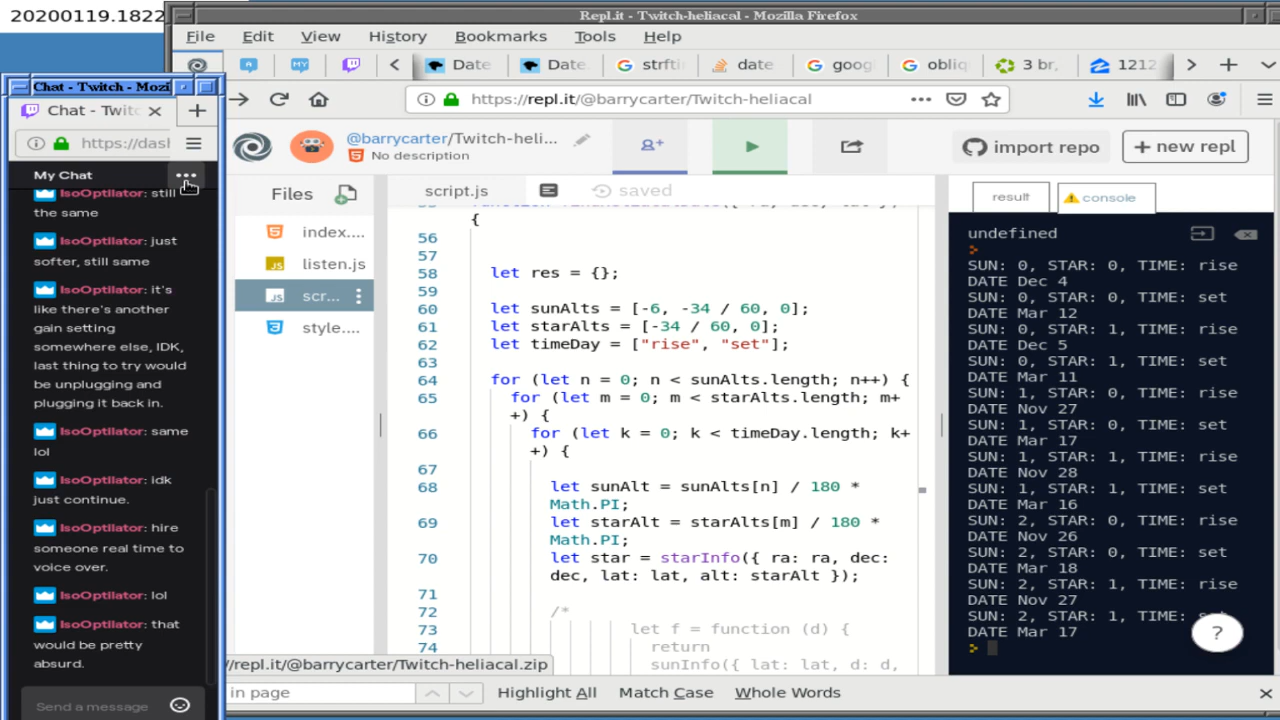 20200119.1822
Repl.it - Twitch-heliacal - Mozilla Firefox
File Edit View History Bookmarks Tools Help
Date Date strfti date goog obliq 3 br, 1212
https://repl.it/@barrycarter/Twitch-heliacal
Chat - Twitch - Mozi
Chat - Twitc
https://dasl
My Chat
IsoOptilator: still
the same
IsoOptilator: just
softer, still same
IsoOptilator: it's
like there's another
gain setting
somewhere else, IDK,
last thing to try would
be unplugging and
plugging it back in.
IsoOptilator: same
lol
IsoOptilator: idk
just continue.
IsoOptilator: hire
someone real time to
voice over.
IsoOptilator: lol
IsoOptilator: that
would be pretty
absurd.
Send a message
@barrycarter/Twitch-heli...
No description
import repo
+ new repl
Files
index....
listen.js
scr...
style....
script.js
saved
{
56
57
58 let res = {};
59
60 let sunAlts = [-6, -34 / 60, 0];
61 let starAlts = [-34 / 60, 0];
62 let timeDay = ["rise", "set"];
63
64 for (let n = 0; n < sunAlts.length; n++) {
65 for (let m = 0; m < starAlts.length; m+
+) {
66 for (let k = 0; k < timeDay.length; k+
+) {
67
68 let sunAlt = sunAlts[n] / 180 *
Math.PI;
69 let starAlt = starAlts[m] / 180 *
Math.PI;
70 let star = starInfo({ ra: ra, dec:
dec, lat: lat, alt: starAlt });
71
72 /*
73 let f = function (d) {
74 return
sunInfo({ lat: lat, d: d,
result
console
undefined
>
SUN: 0, STAR: 0, TIME: rise
DATE Dec 4
SUN: 0, STAR: 0, TIME: set
DATE Mar 12
SUN: 0, STAR: 1, TIME: rise
DATE Dec 5
SUN: 0, STAR: 1, TIME: set
DATE Mar 11
SUN: 1, STAR: 0, TIME: rise
DATE Nov 27
SUN: 1, STAR: 0, TIME: set
DATE Mar 17
SUN: 1, STAR: 1, TIME: rise
DATE Nov 28
SUN: 1, STAR: 1, TIME: set
DATE Mar 16
SUN: 2, STAR: 0, TIME: rise
DATE Nov 26
SUN: 2, STAR: 0, TIME: set
DATE Mar 18
SUN: 2, STAR: 1, TIME: rise
DATE Nov 27
SUN: 2, STAR: 1, TIME:
DATE Mar 17
>
?
/repl.it/@barrycarter/Twitch-heliacal.zip
in page Highlight All Match Case Whole Words